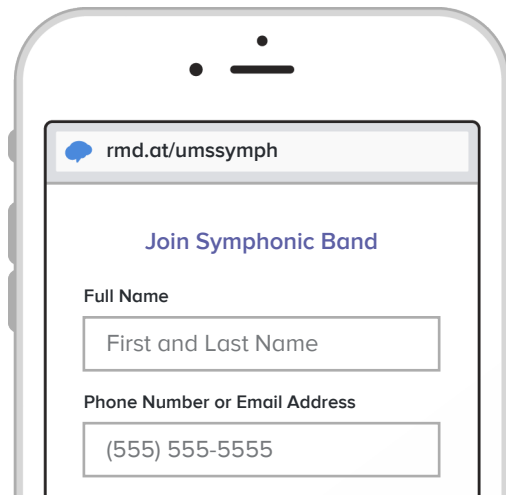 rmd.at/umssymph
Join Symphonic Band
Full Name
First and Last Name
Phone Number or Email Address
(555) 555-5555